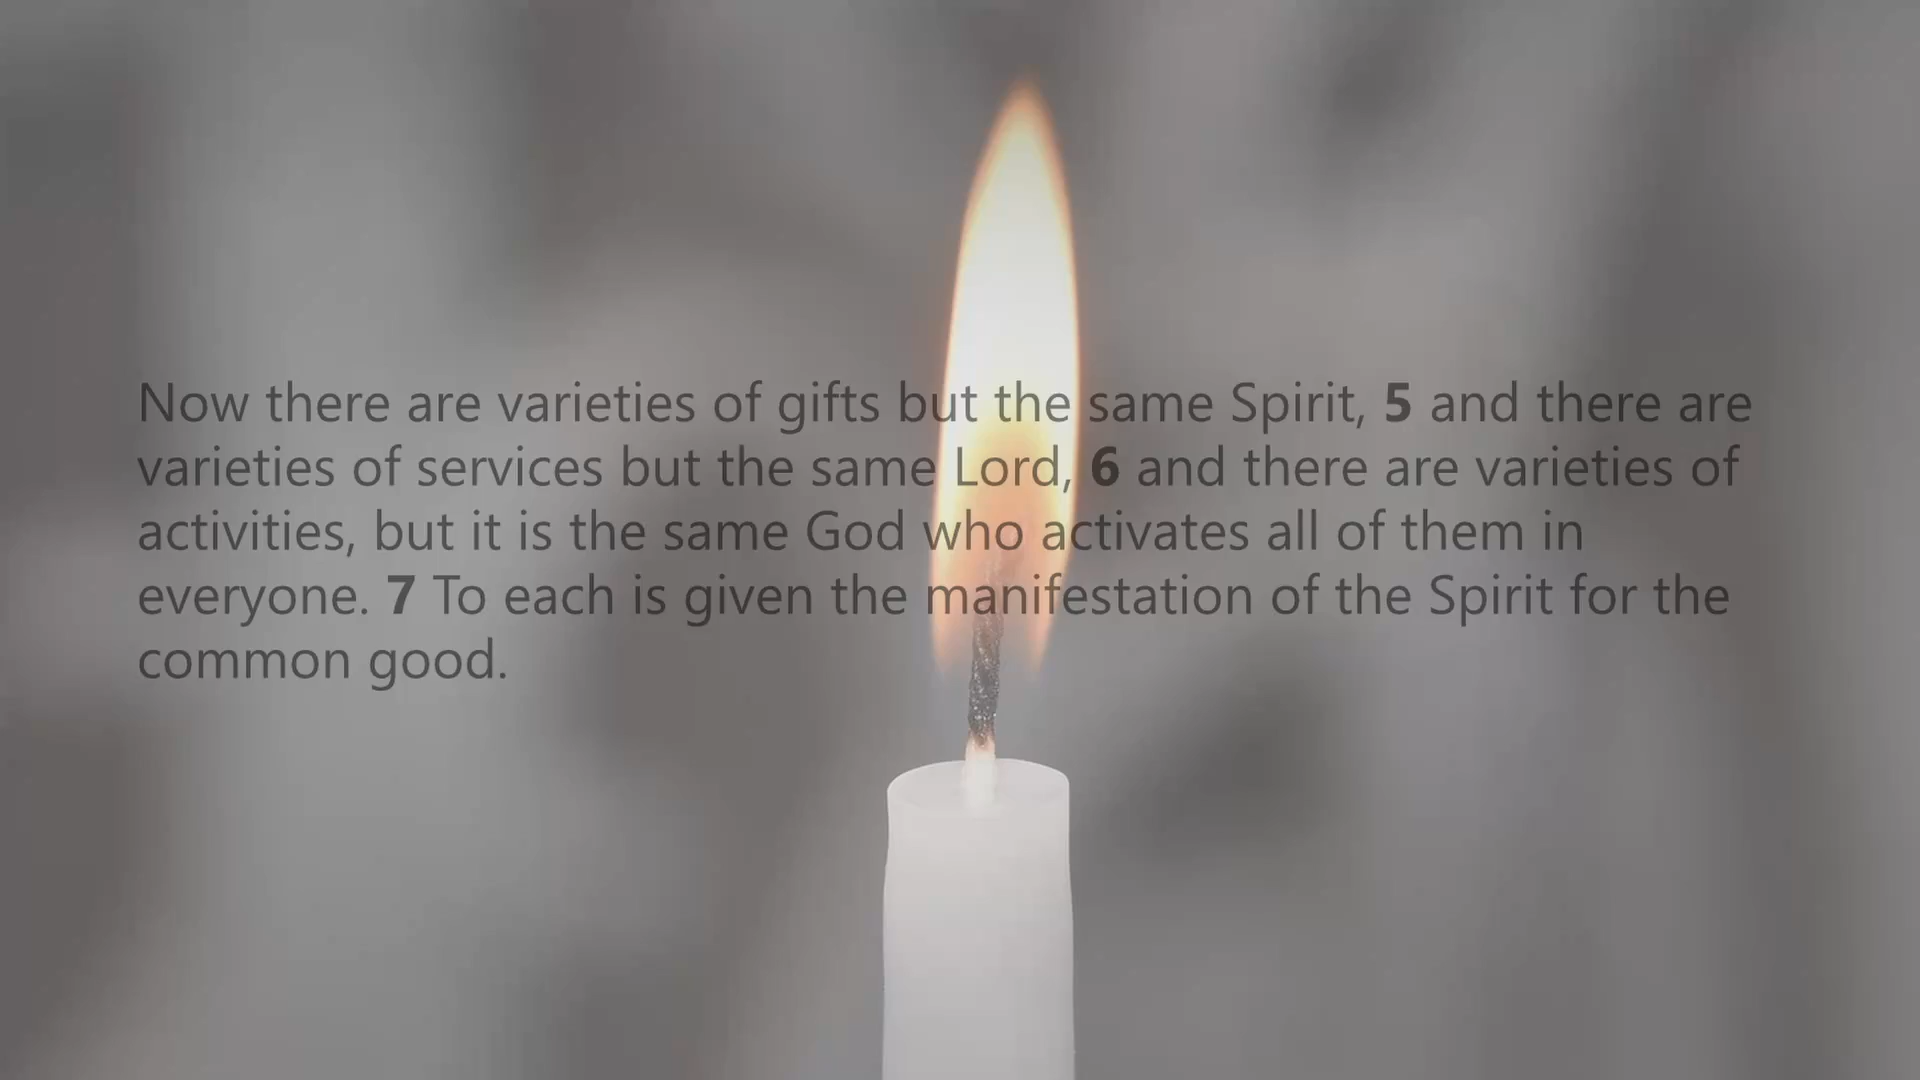 Now there are varieties of gifts but the same Spirit, 5 and there are
varieties of services but the same Lord, 6 and there are varieties of
activities, but it is the same God who activates all of them in
everyone. 7 To each is given the manifestation of the Spirit for the
common good.